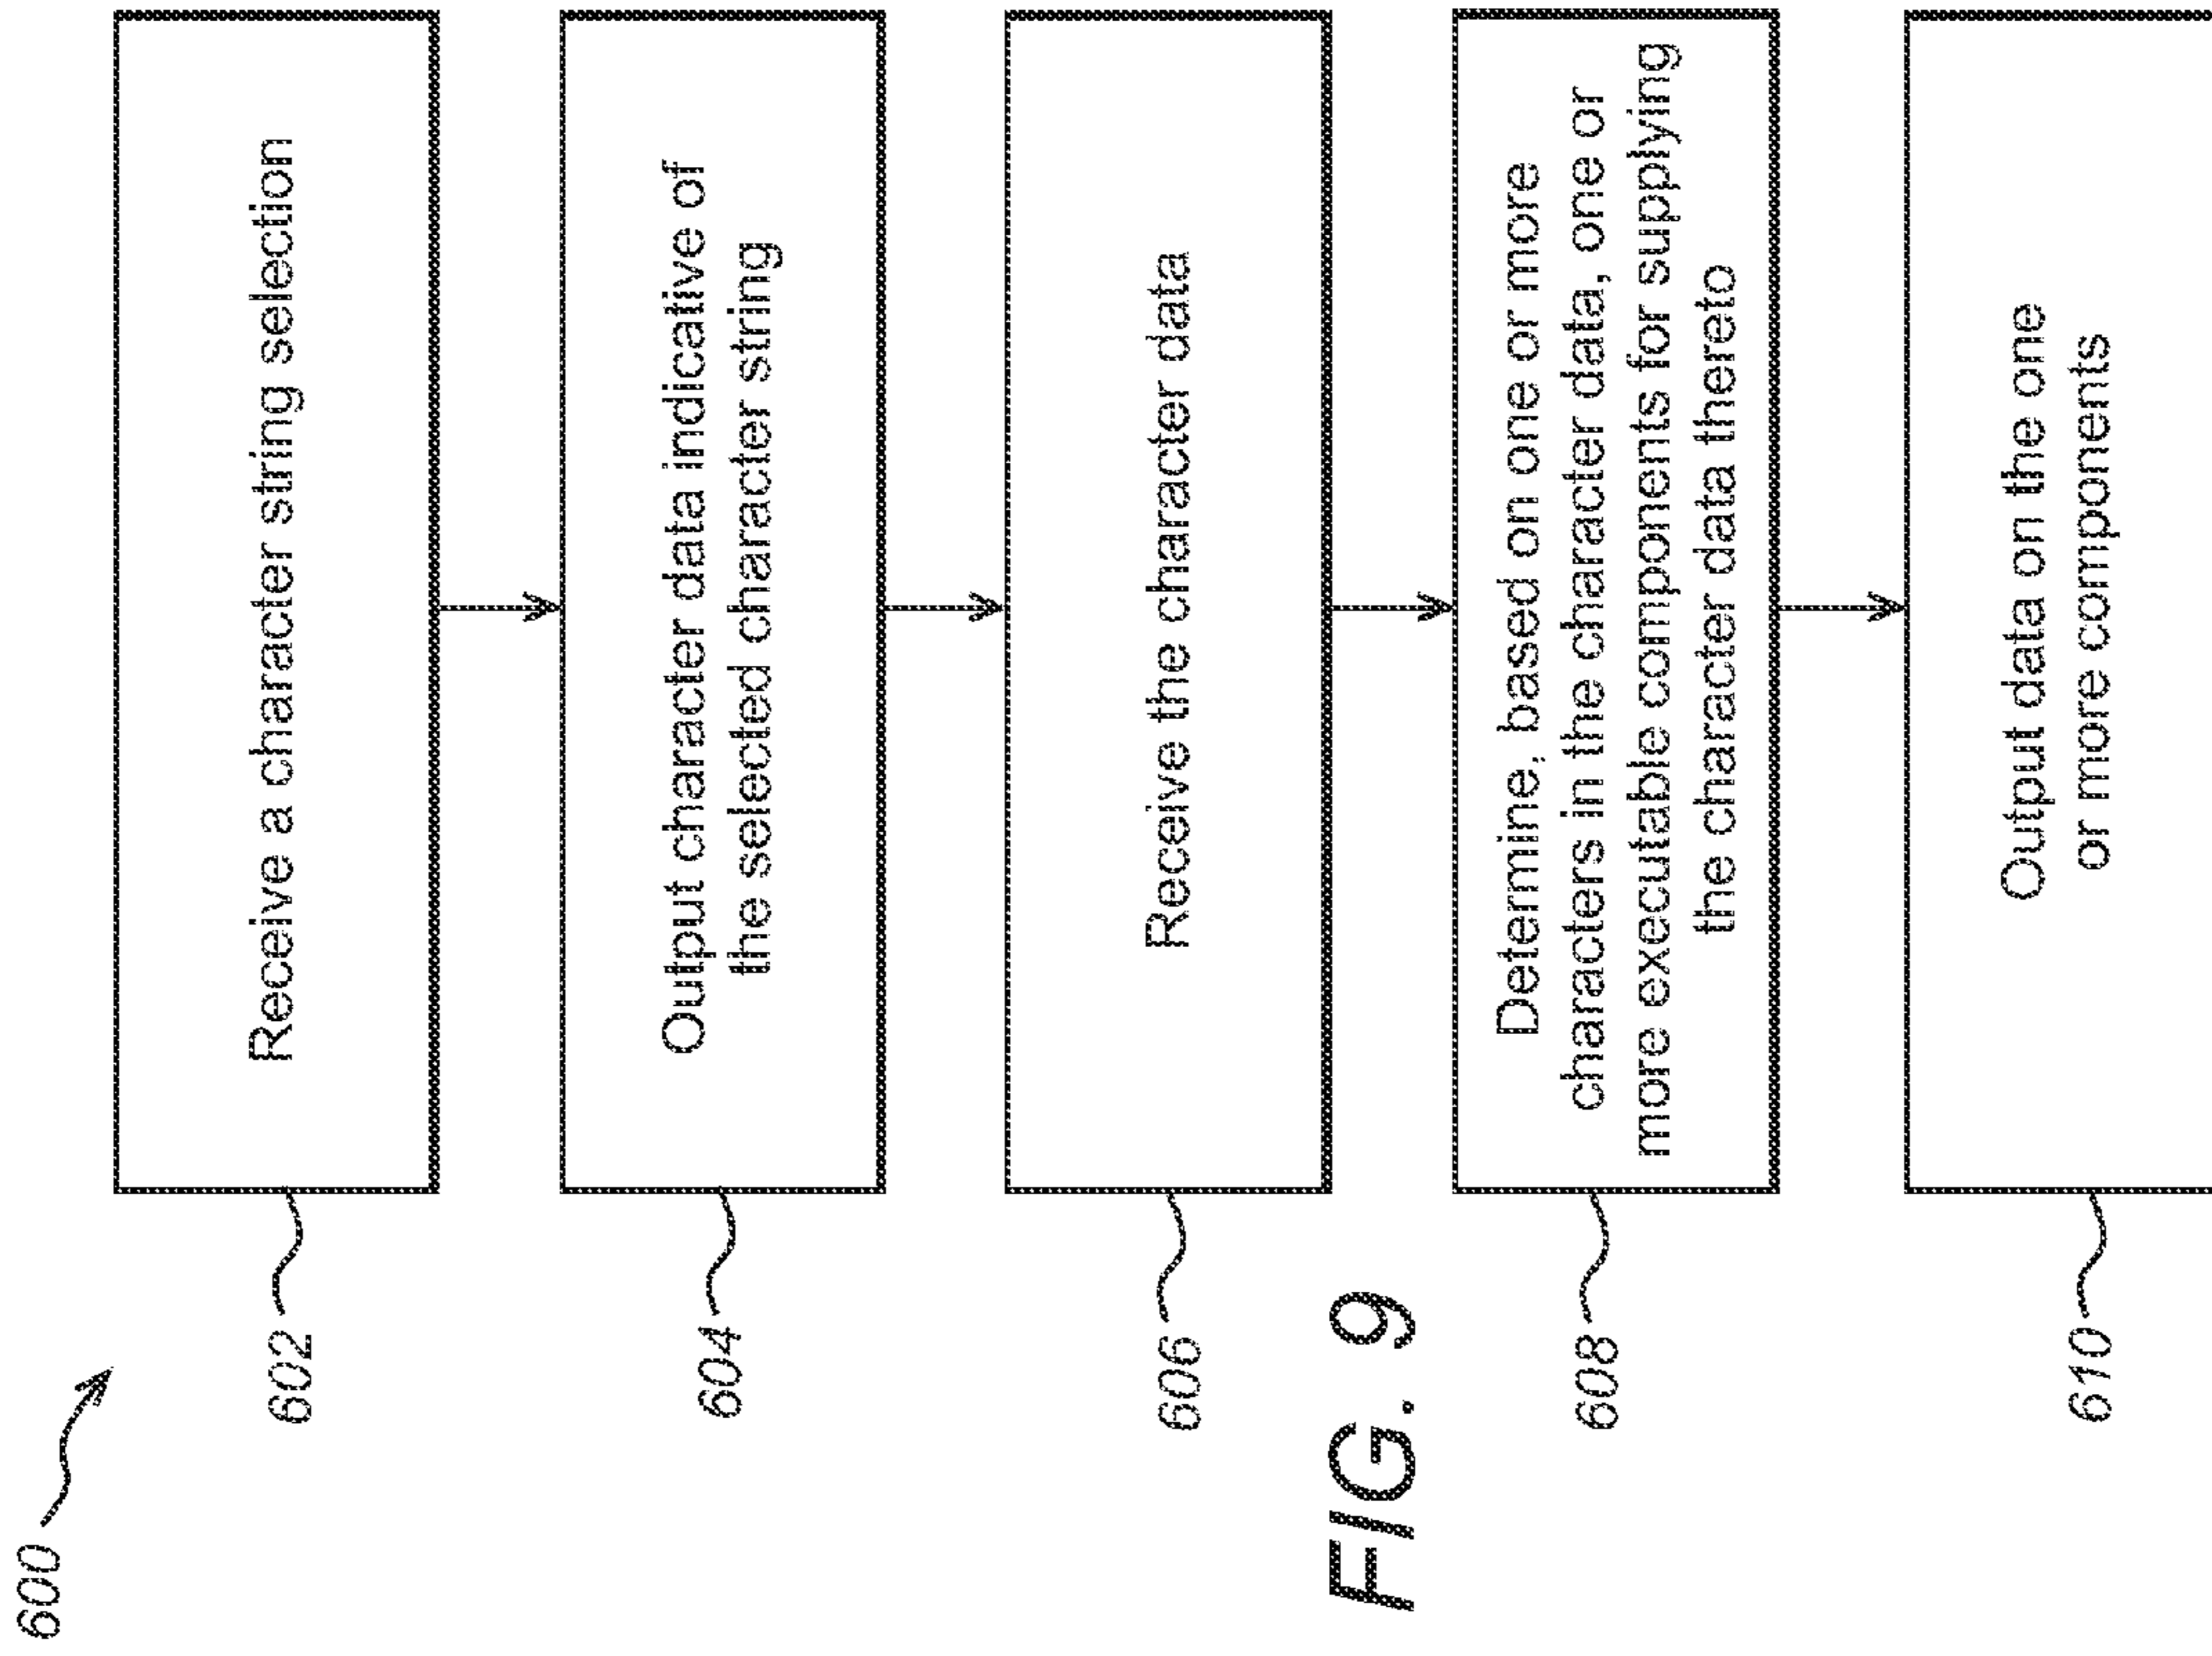 600
602
Receive a character string selection
604
Output character data indicative of
the selected character string
606
Receive the character data
608
Determine, based on one or more
characters in the character data, one or
more executable components for supplying
the character data thereto
610
Output data on the one
or more components
FIG. 9